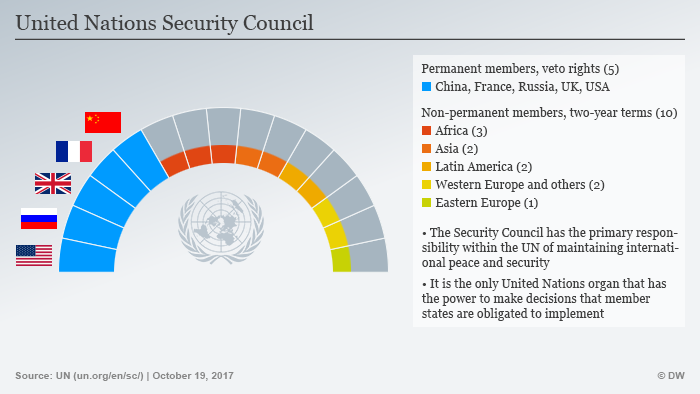 United Nations Security Council
Permanent members, veto rights (5)
China, France, Russia, UK, USA
Non-permanent members, two-year terms (10)
Africa (3)
Asia (2)
Latin America (2)
Western Europe and others (2)
Eastern Europe (1)
• The Security Council has the primary respon-
sibility within the UN of maintaining internati-
onal peace and security
• It is the only United Nations organ that has
the power to make decisions that member
states are obligated to implement
Source: UN (un.org/en/sc/) | October 19, 2017
© DW